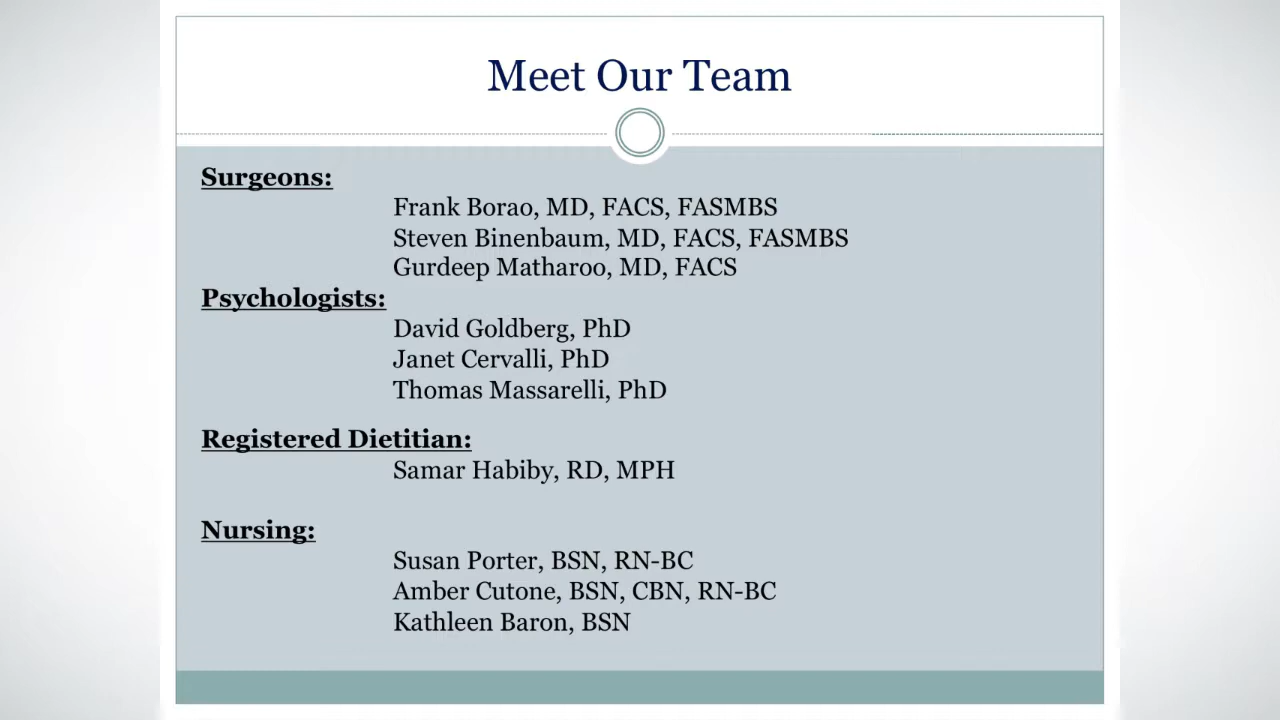 Meet Our Team
Surgeons:
Frank Borao, MD, FACS, FASMBS
Steven Binenbaum, MD, FACS, FASMBS
Gurdeep Matharoo, MD, FACS
Psychologists:
David Goldberg, PhD
Janet Cervalli, PhD
Thomas Massarelli, PhD
Registered Dietitian:
Samar Habiby, RD, MPH
Nursing:
Susan Porter, BSN, RN-BC
Amber Cutone, BSN, CBN, RN-BC
Kathleen Baron, BSN